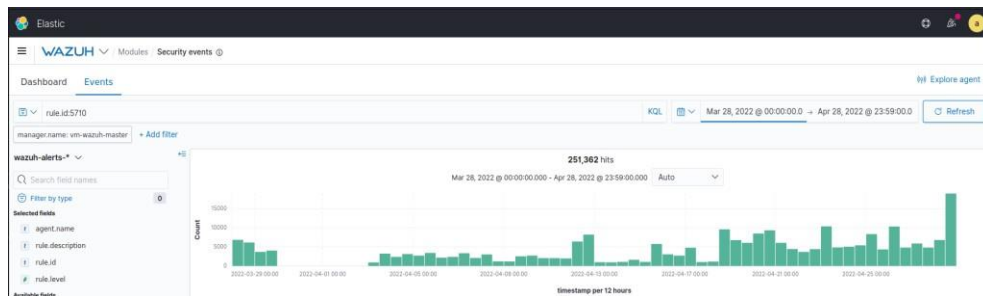 Elastic
a
WAZUH / Modules / Security events
Dashboard Events
Explore agent
rule.id:5710
KQL
Mar 28, 2022 @ 00:00:00.0 → Apr 28, 2022 @ 23:59:00.0
Refresh
manager.name: vm-wazuh-master
+ Add filter
wazuh-alerts-*
251,362 hits
Mar 28, 2022 @ 00:00:00.000 - Apr 28, 2022 @ 23:59:00.000
Auto
Search field names
Filter by type 0
Selected fields
t agent.name
t rule.description
t rule.id
# rule.level
Available fields
Count
15000
10000
5000
0
2022-03-29 00:00
2022-04-01 00:00
2022-04-05 00:00
2022-04-09 00:00
2022-04-13 00:00
2022-04-17 00:00
2022-04-21 00:00
2022-04-25 00:00
timestamp per 12 hours